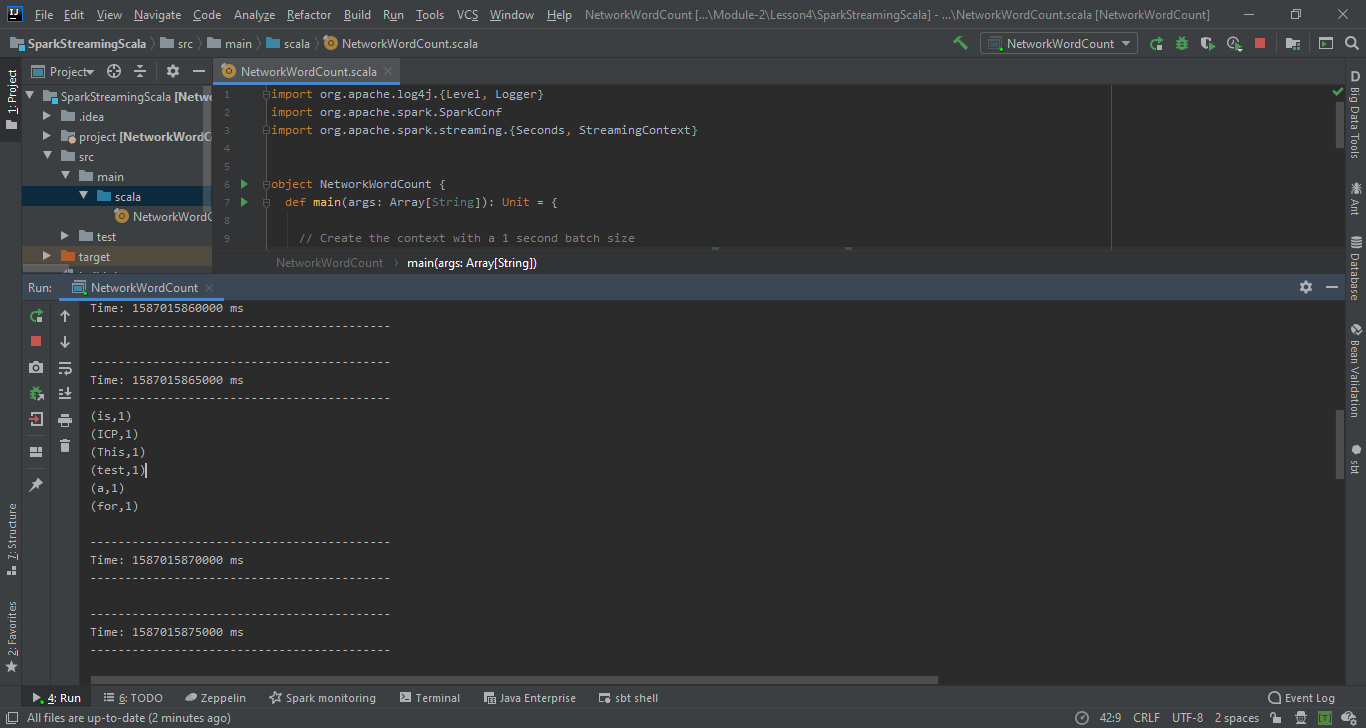 File Edit View Navigate Code Analyze Refactor Build Run Tools VCS Window Help NetworkWordCount [...\Module-2\Lesson4\SparkStreamingScala] - ...\NetworkWordCount.scala [NetworkWordCount]
SparkStreamingScala src main scala NetworkWordCount.scala NetworkWordCount
1: Project
Project NetworkWordCount.scala
SparkStreamingScala [Netwo
.idea
project [NetworkWordC
src
main
scala
NetworkWordC
test
target
1 import org.apache.log4j.{Level, Logger}
2 import org.apache.spark.SparkConf
3 import org.apache.spark.streaming.{Seconds, StreamingContext}
4
5
6 object NetworkWordCount {
7 def main(args: Array[String]): Unit = {
8
9 // Create the context with a 1 second batch size
NetworkWordCount › main(args: Array[String])
D Big Data Tools
Ant
Database
Bean Validation
sbt
Run: NetworkWordCount
Time: 1587015860000 ms
-------------------------------------------
-------------------------------------------
Time: 1587015865000 ms
-------------------------------------------
(is,1)
(ICP,1)
(This,1)
(test,1)
(a,1)
(for,1)
-------------------------------------------
Time: 1587015870000 ms
-------------------------------------------
-------------------------------------------
Time: 1587015875000 ms
-------------------------------------------
7: Structure
2: Favorites
4: Run 6: TODO Zeppelin Spark monitoring Terminal Java Enterprise sbt shell Event Log
All files are up-to-date (2 minutes ago) 42:9 CRLF UTF-8 2 spaces [T]